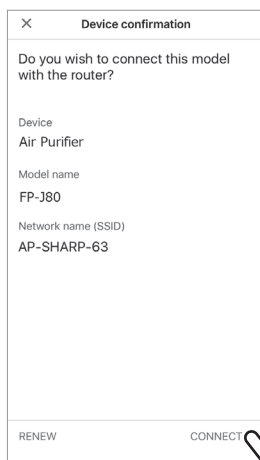 × Device confirmation
Do you wish to connect this model
with the router?
Device
Air Purifier
Model name
FP-J80
Network name (SSID)
AP-SHARP-63
RENEW CONNECT